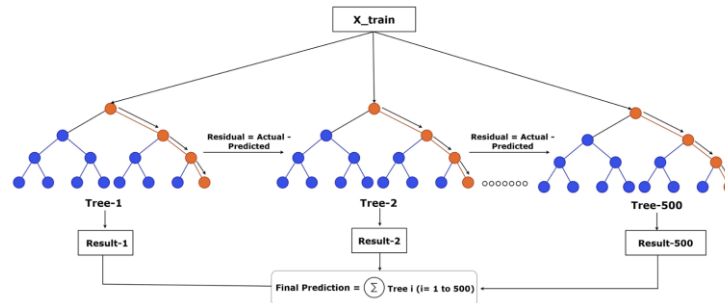 X_train
Residual = Actual -
Predicted
Residual = Actual -
Predicted
Tree-1
Tree-2
Tree-500
Result-1
Result-2
Result-500
Final Prediction = ∑ Tree i (i= 1 to 500)